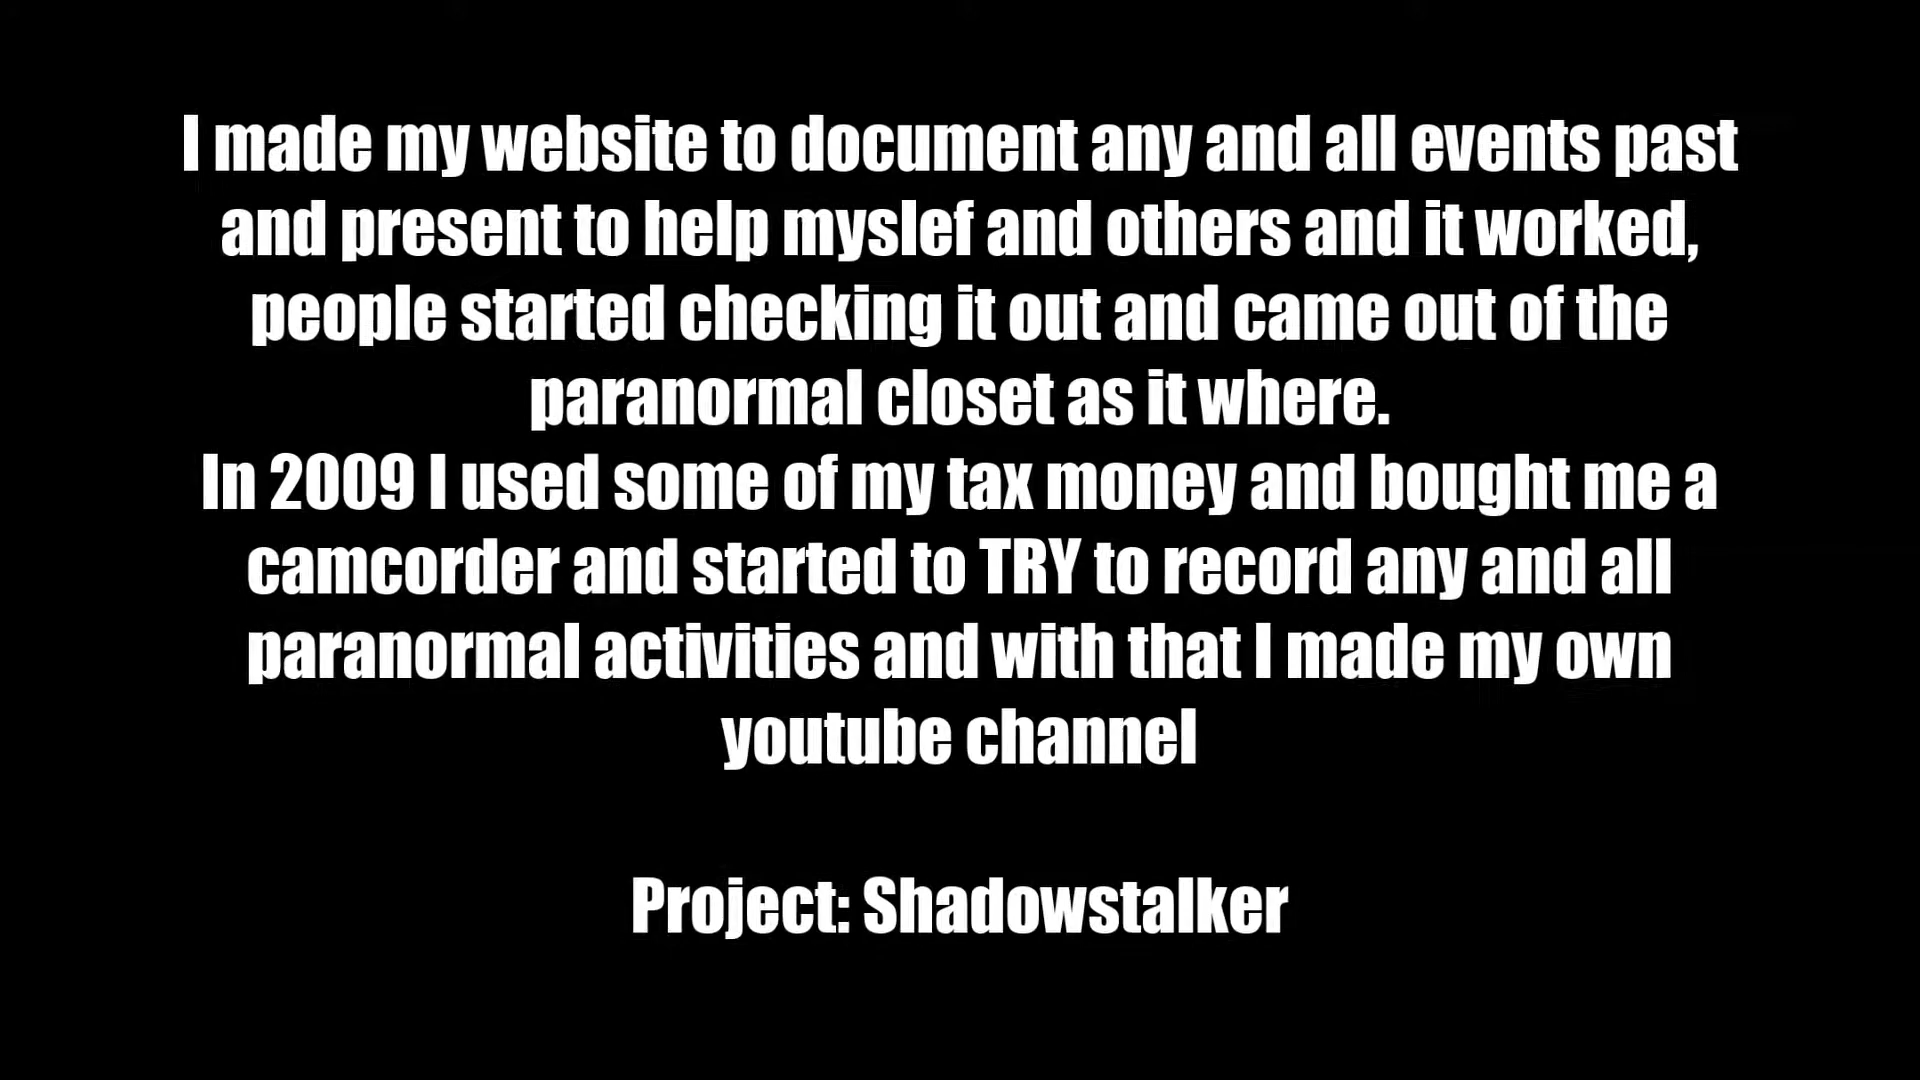 I made my website to document any and all events past
and present to help myslef and others and it worked,
people started checking it out and came out of the
paranormal closet as it where.
In 2009 I used some of my tax money and bought me a
camcorder and started to TRY to record any and all
paranormal activities and with that I made my own
youtube channel
Project: Shadowstalker